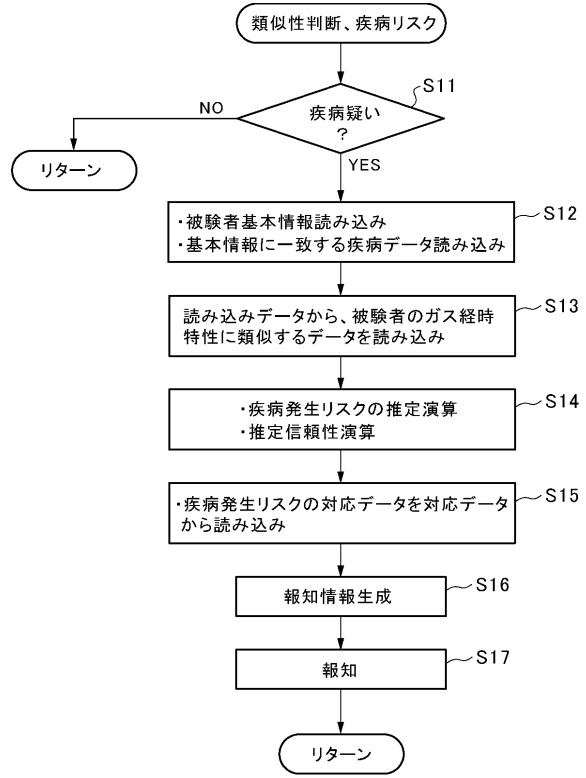 類似性判断、疾病リスク
S11
疾病疑い
?
NO
リターン
YES
S12
・被験者基本情報読み込み
・基本情報に一致する疾病データ読み込み
S13
読み込みデータから、被験者のガス経時
特性に類似するデータを読み込み
S14
・疾病発生リスクの推定演算
・推定信頼性演算
S15
・疾病発生リスクの対応データを対応データ
から読み込み
S16
報知情報生成
S17
報知
リターン